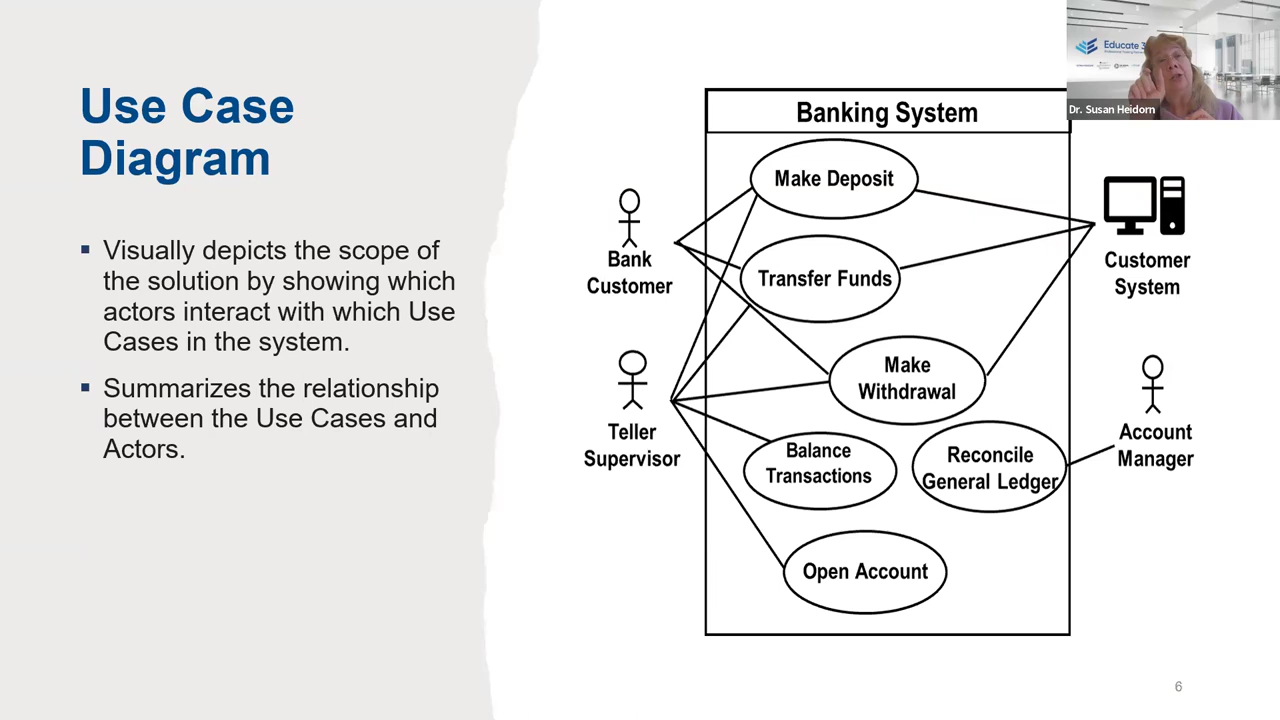 Use Case
Diagram
▪ Visually depicts the scope of
the solution by showing which
actors interact with which Use
Cases in the system.
▪ Summarizes the relationship
between the Use Cases and
Actors.
Banking System
Make Deposit
Transfer Funds
Make
Withdrawal
Balance
Transactions
Reconcile
General Ledger
Open Account
Bank
Customer
Teller
Supervisor
Customer
System
Account
Manager
Educate 3
Dr. Susan Heidorn
6